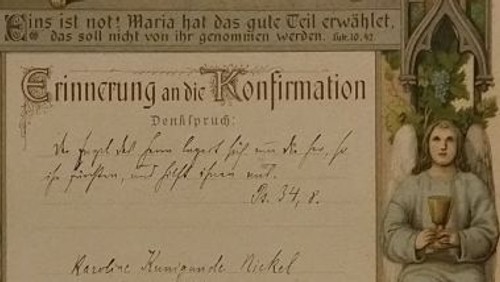 Eins ist not! Maria hat das gute Teil erwählet,
das soll nicht von ihr genommen werden. Luk. 10, 42.
Erinnerung an die Konfirmation
Denkspruch:
Der Engel des Herrn lagert sich um die her, so
ihn fürchten, und hilft ihnen aus.
Ps. 34, 8.
Karoline Kunigunde Nickel